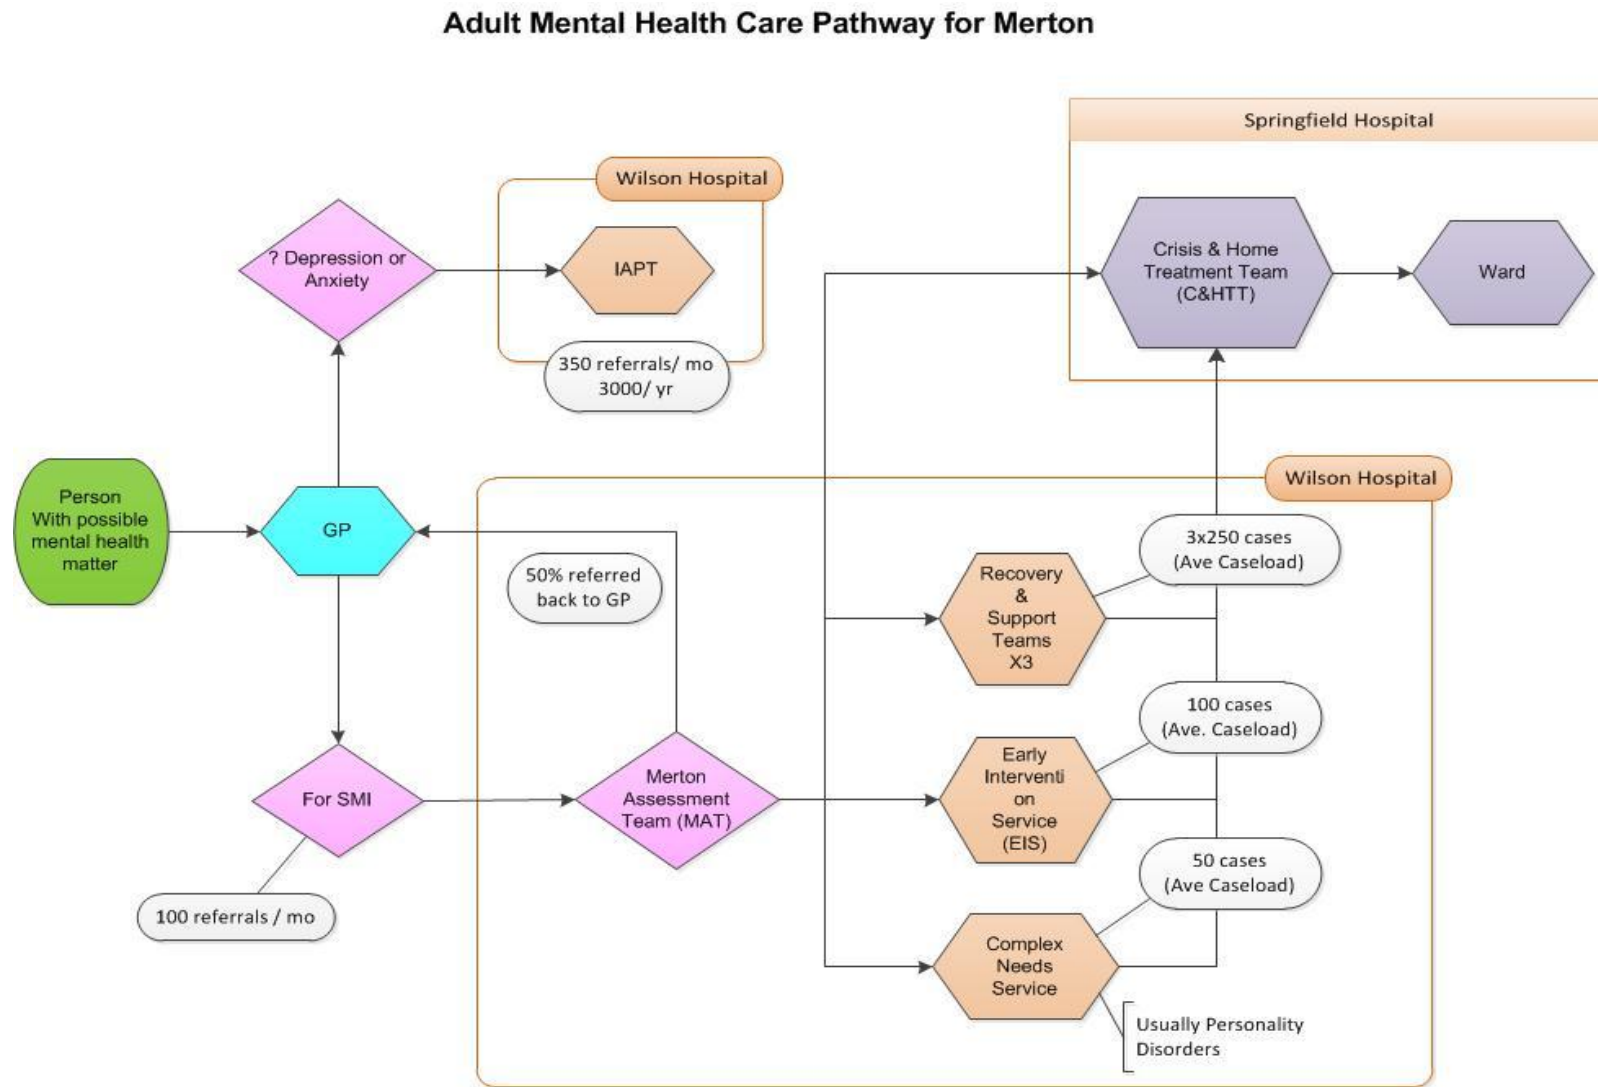 Adult Mental Health Care Pathway for Merton
Springfield Hospital
Wilson Hospital
? Depression or
Anxiety
IAPT
350 referrals/ mo
3000/ yr
Crisis & Home
Treatment Team
(C&HTT)
Ward
Person
With possible
mental health
matter
GP
50% referred
back to GP
Wilson Hospital
3x250 cases
(Ave Caseload)
Recovery
&
Support
Teams
X3
100 cases
(Ave. Caseload)
For SMI
Merton
Assessment
Team (MAT)
Early
Interventi
on
Service
(EIS)
50 cases
(Ave Caseload)
100 referrals / mo
Complex
Needs
Service
Usually Personality
Disorders